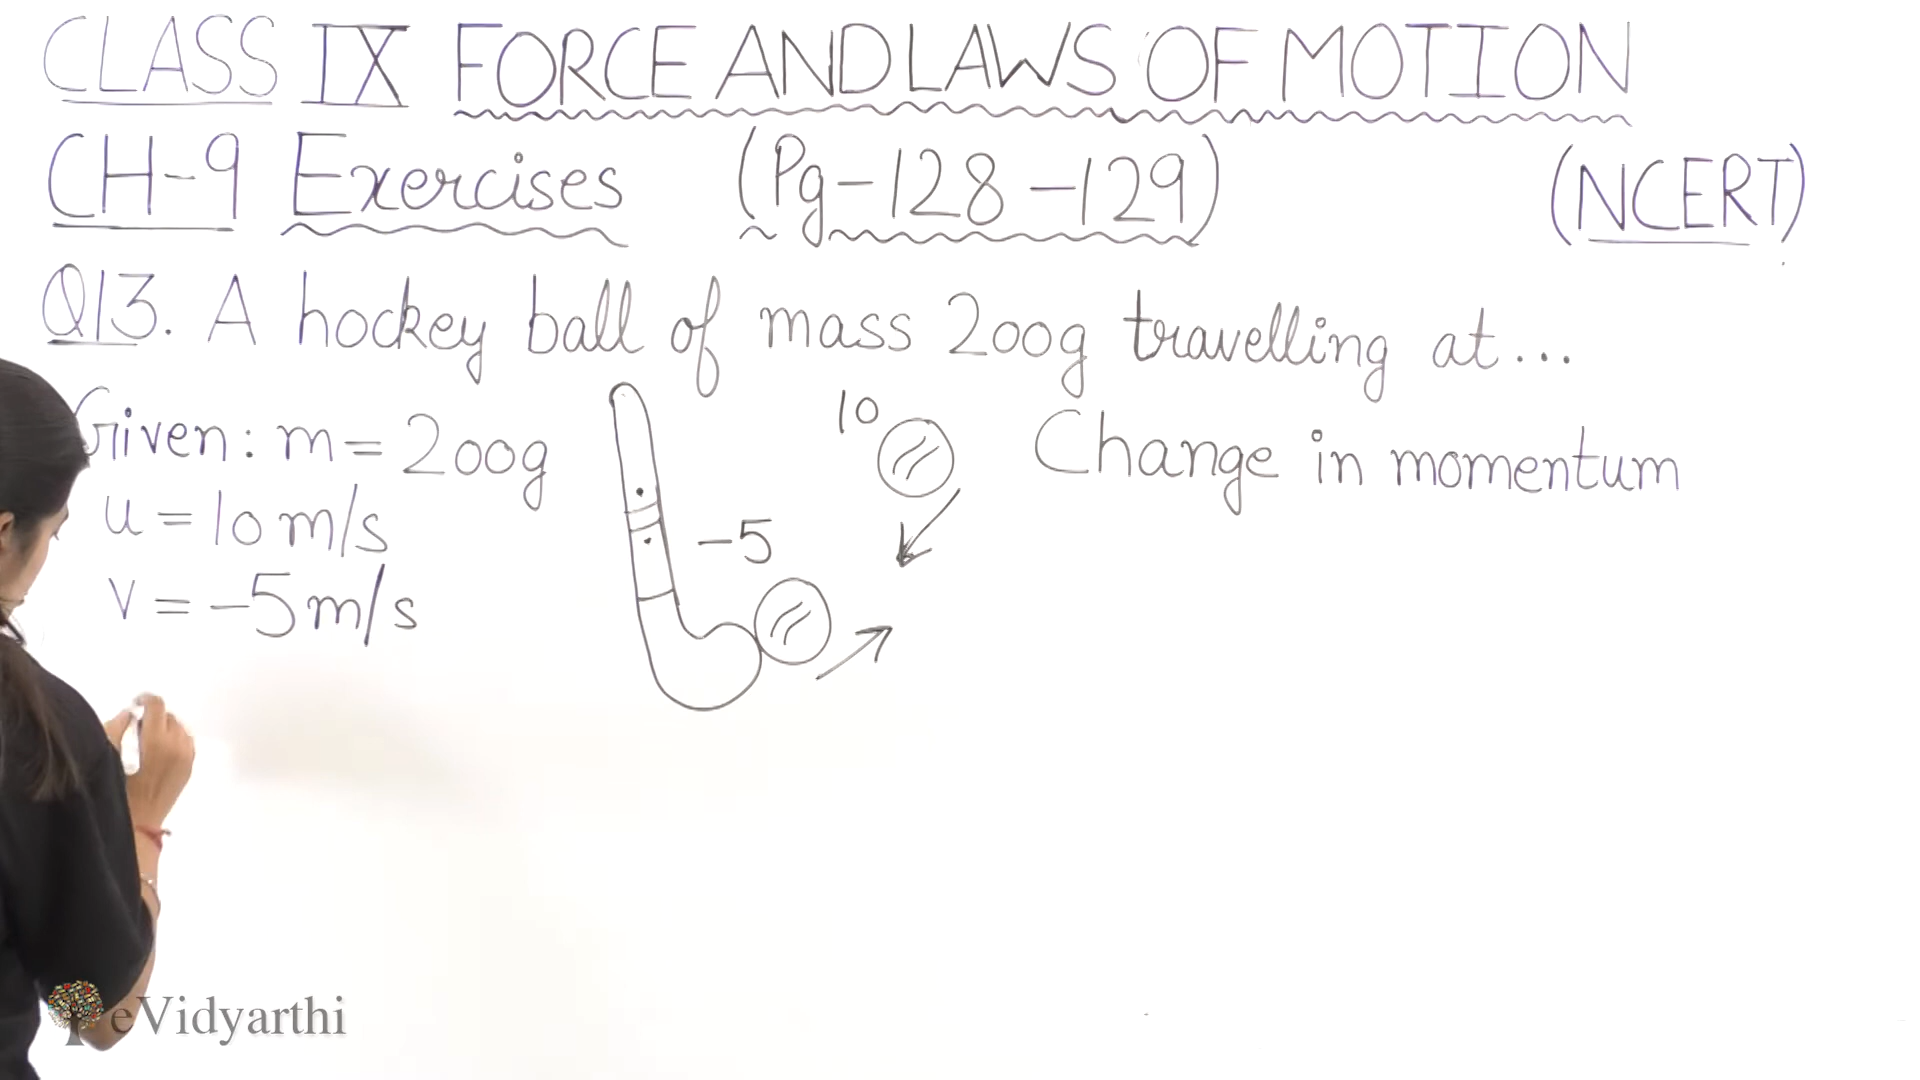 CLASS IX FORCE AND LAWS OF MOTION
CH-9 Exercises (Pg-128-129) (NCERT)
Q13. A hockey ball of mass 200g travelling at...
Given: m = 200g
u = 10 m/s
v = -5 m/s
10
-5
Change in momentum
eVidyarthi